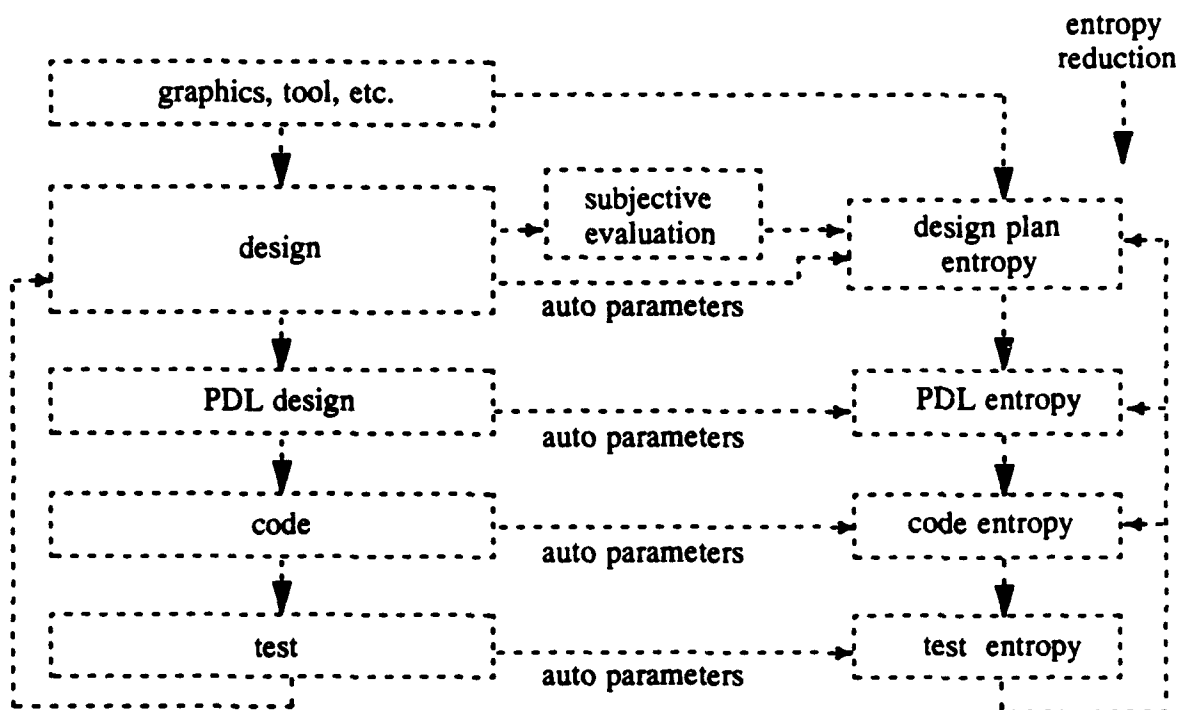 entropy
reduction
graphics, tool, etc.
subjective
evaluation
design
design plan
entropy
auto parameters
PDL design
PDL entropy
auto parameters
code
code entropy
auto parameters
test
test entropy
auto parameters